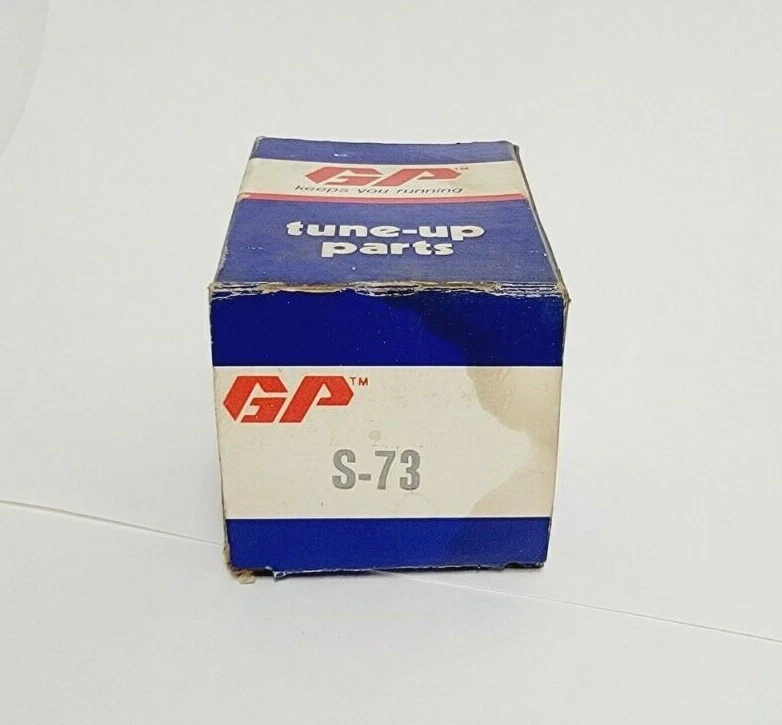 GP™
keeps you running
tune-up
parts
GP™
S-73